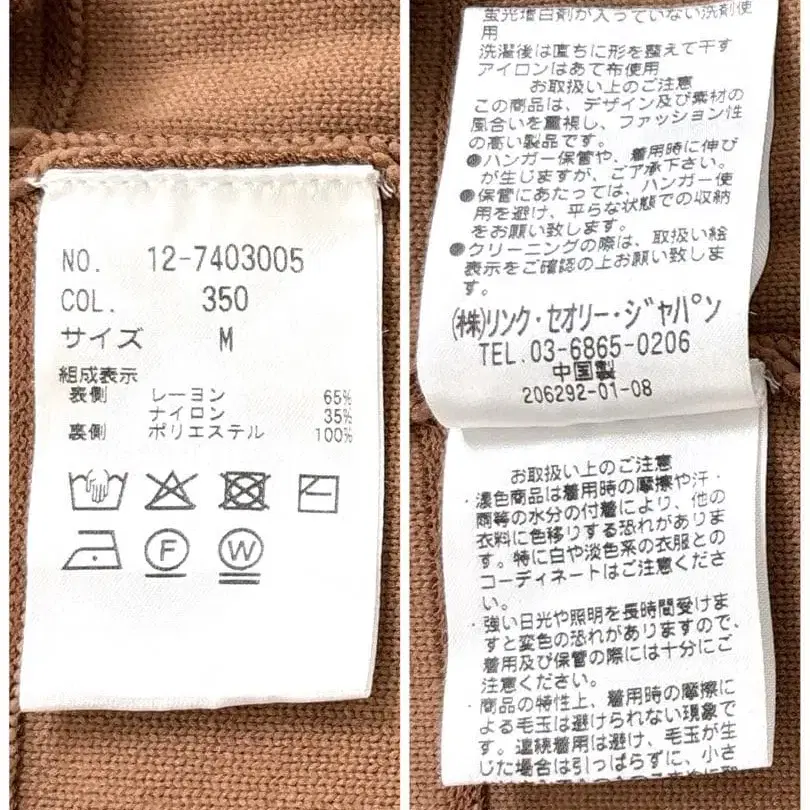 NO. 12-7403005
COL. 350
サイズ M
組成表示
表側 レーヨン 65%
ナイロン 35%
裏側 ポリエステル 100%
F
W
蛍光増白剤が入っていない洗剤使
用
洗濯後は直ちに形を整えて干す
アイロンはあて布使用
お取扱い上のご注意
この商品は、デザイン及び素材の
風合いを重視し、ファッション性
の高い製品です。
●ハンガー保管や、着用時に伸び
が生じますが、ご了承下さい。
●保管にあたっては、ハンガー使
用を避け、平らな状態での収納
をお願い致します。
●クリーニングの際は、取扱い絵
表示をご確認の上お願い致しま
す。
(株)リンク・セオリー・ジャパン
TEL.03-6865-0206
中国製
206292-01-08
お取扱い上のご注意
・濃色商品は着用時の摩擦や汗・
雨等の水分の付着により、他の
衣料に色移りする恐れがありま
す。特に白や淡色系の衣服との
コーディネートはご注意くださ
い。
・強い日光や照明を長時間受けま
すと変色の恐れがありますので、
着用及び保管の際には十分にご
注意ください。
・商品の特性上、着用時の摩擦に
よる毛玉は避けられない現象で
す。連続着用は避け、毛玉が生
じた場合は引っぱらずに、小さ